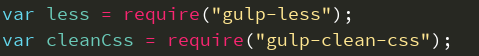 var less = require("gulp-less");
var cleanCss = require("gulp-clean-css");